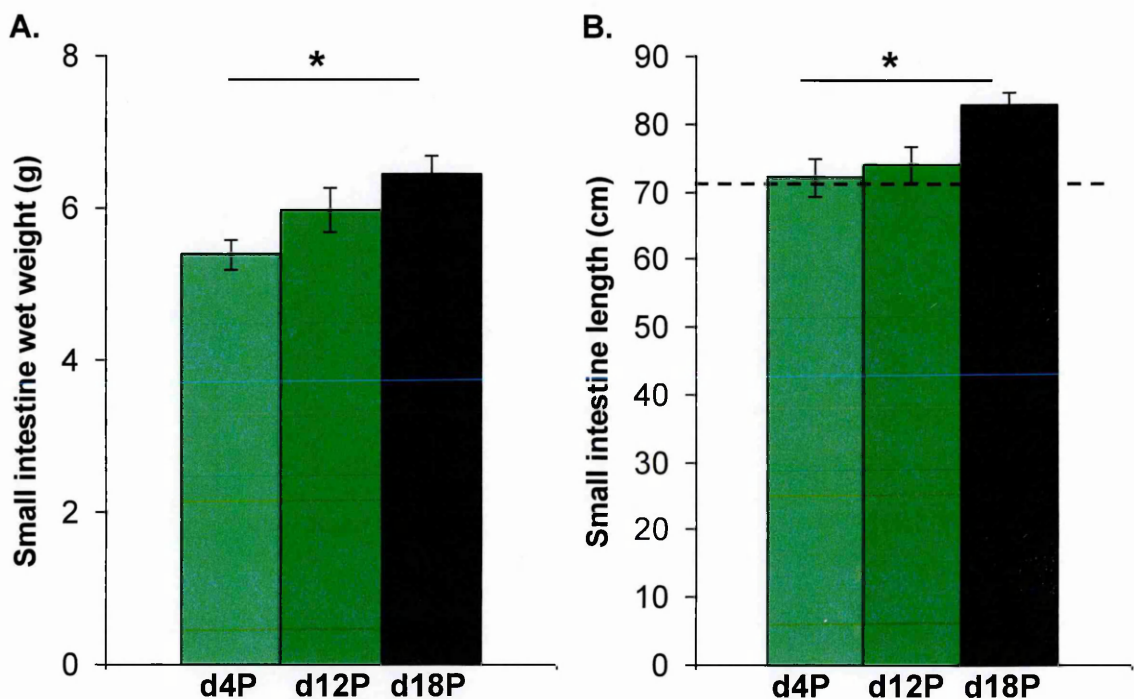 A.
Small intestine wet weight (g)
8
6
4
2
0
*
d4P d12P d18P
B.
Small intestine length (cm)
90
80
70
60
50
40
30
20
10
0
*
d4P d12P d18P